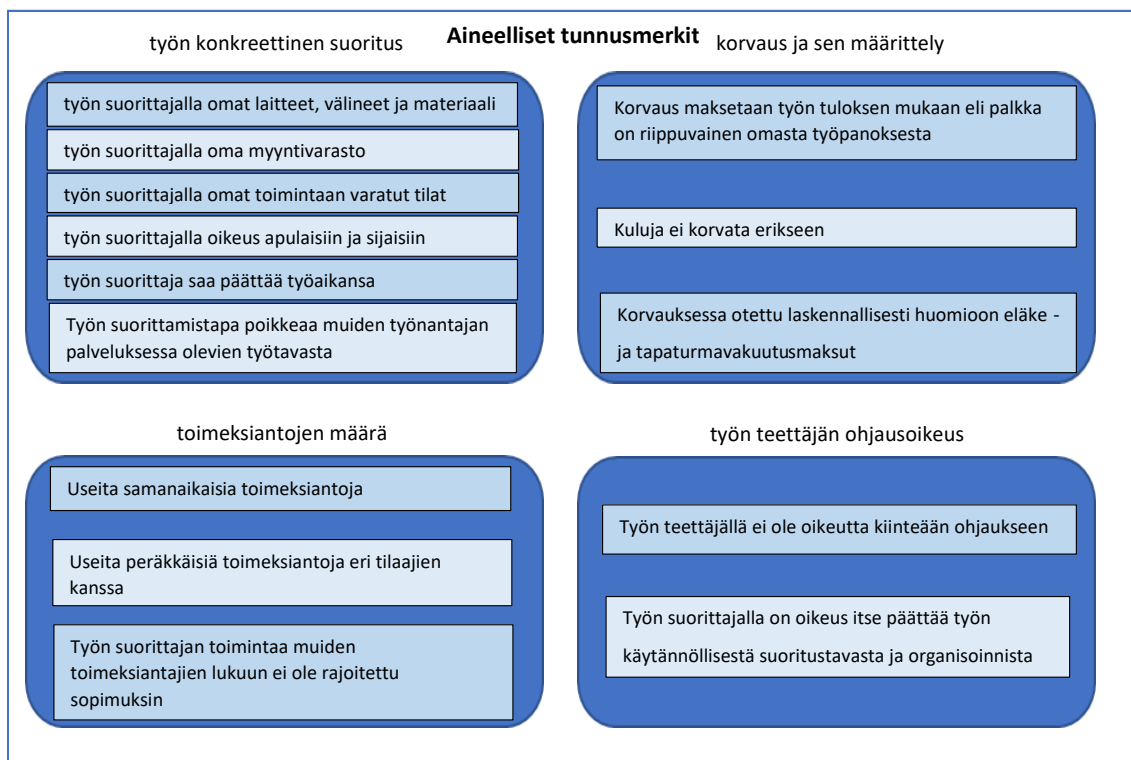 Aineelliset tunnusmerkit
työn konkreettinen suoritus
työn suorittajalla omat laitteet, välineet ja materiaali
työn suorittajalla oma myyntivarasto
työn suorittajalla omat toimintaan varatut tilat
työn suorittajalla oikeus apulaisiin ja sijaisiin
työn suorittaja saa päättää työaikansa
Työn suorittamistapa poikkeaa muiden työnantajan
palveluksessa olevien työtavasta
korvaus ja sen määrittely
Korvaus maksetaan työn tuloksen mukaan eli palkka
on riippuvainen omasta työpanoksesta
Kuluja ei korvata erikseen
Korvauksessa otettu laskennallisesti huomioon eläke -
ja tapaturmavakuutusmaksut
toimeksiantojen määrä
Useita samanaikaisia toimeksiantoja
Useita peräkkäisiä toimeksiantoja eri tilaajien
kanssa
Työn suorittajan toimintaa muiden
toimeksiantajien lukuun ei ole rajoitettu
sopimuksin
työn teettäjän ohjausoikeus
Työn teettäjällä ei ole oikeutta kiinteään ohjaukseen
Työn suorittajalla on oikeus itse päättää työn
käytännöllisestä suoritustavasta ja organisoinnista